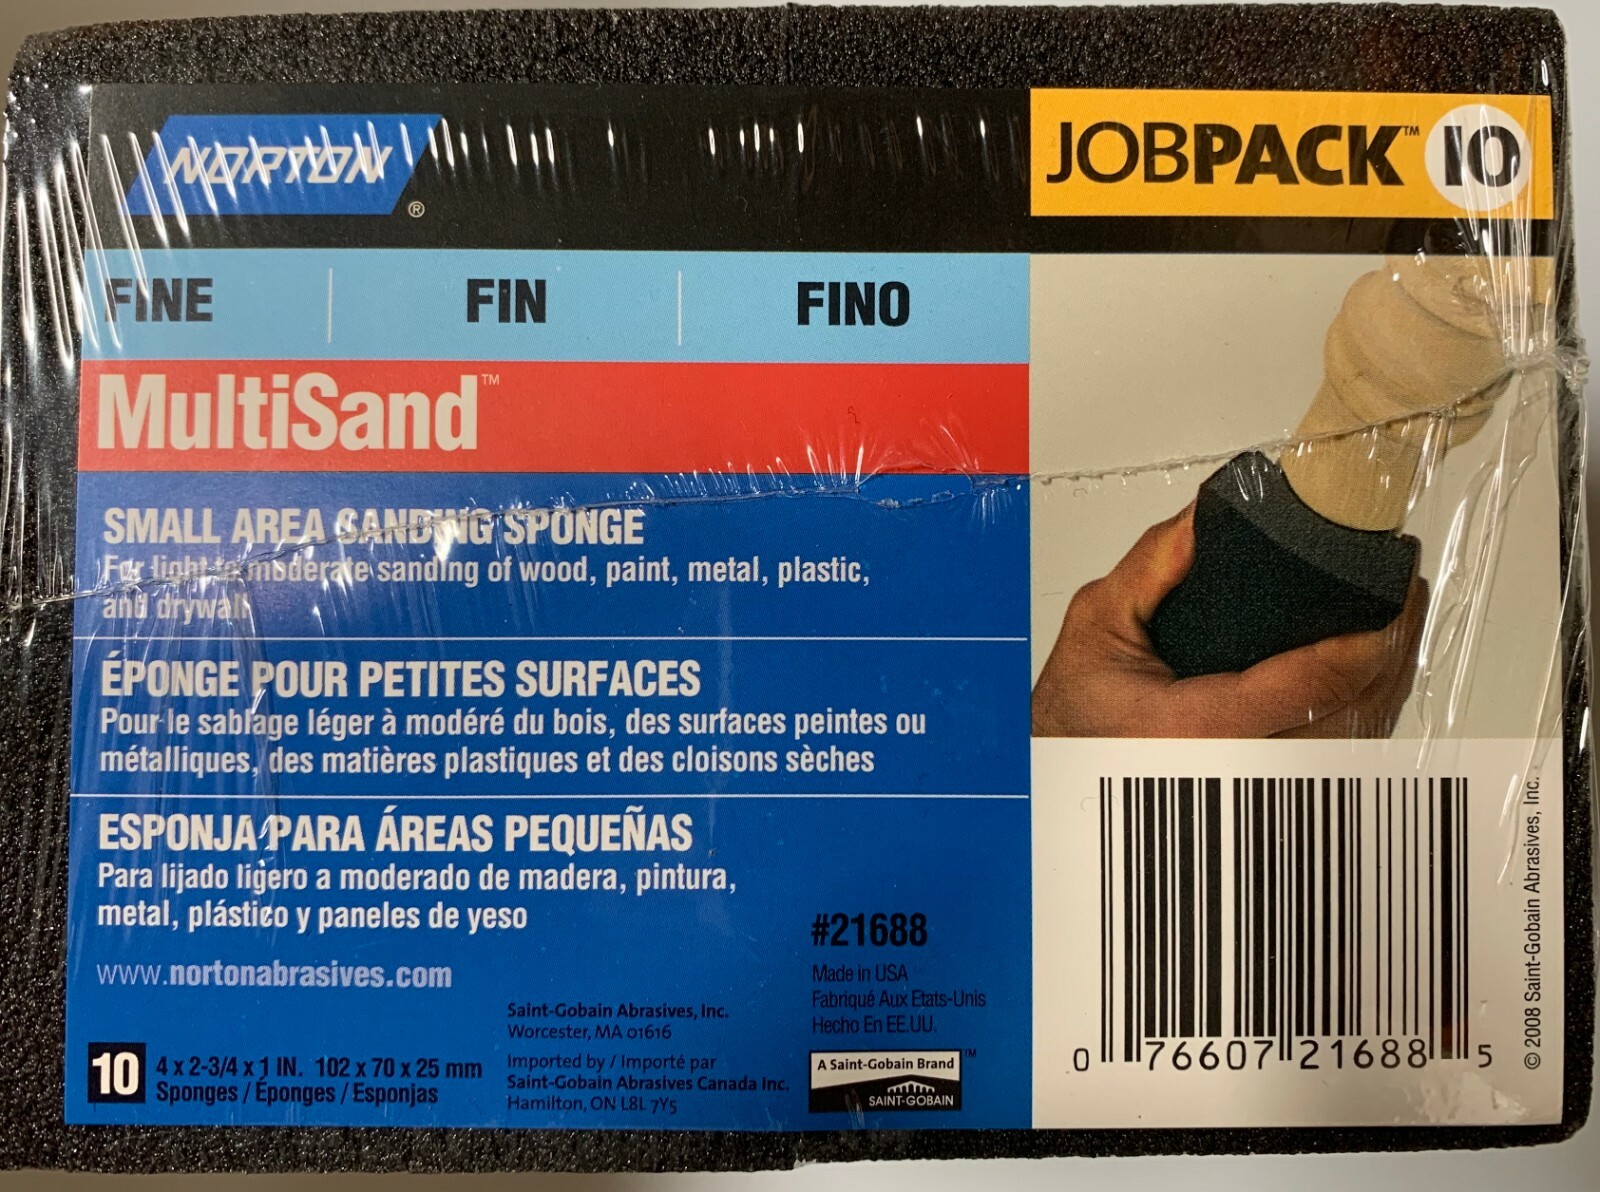 NORTON®
JOBPACK™ 10
FINE FIN FINO
MultiSand™
SMALL AREA SANDING SPONGE
For light to moderate sanding of wood, paint, metal, plastic,
and drywall
ÉPONGE POUR PETITES SURFACES
Pour le sablage léger à modéré du bois, des surfaces peintes ou
métalliques, des matières plastiques et des cloisons sèches
ESPONJA PARA ÁREAS PEQUEÑAS
Para lijado ligero a moderado de madera, pintura,
metal, plástico y paneles de yeso
www.nortonabrasives.com
10
4 x 2-3/4 x 1 IN. 102 x 70 x 25 mm
Sponges / Éponges / Esponjas
Saint-Gobain Abrasives, Inc.
Worcester, MA 01616
Imported by / Importé par
Saint-Gobain Abrasives Canada Inc.
Hamilton, ON L8L 7Y5
#21688
Made in USA
Fabriqué Aux Etats-Unis
Hecho En EE.UU.
A Saint-Gobain Brand™
SAINT-GOBAIN
0 76607 21688 5
© 2008 Saint-Gobain Abrasives, Inc.